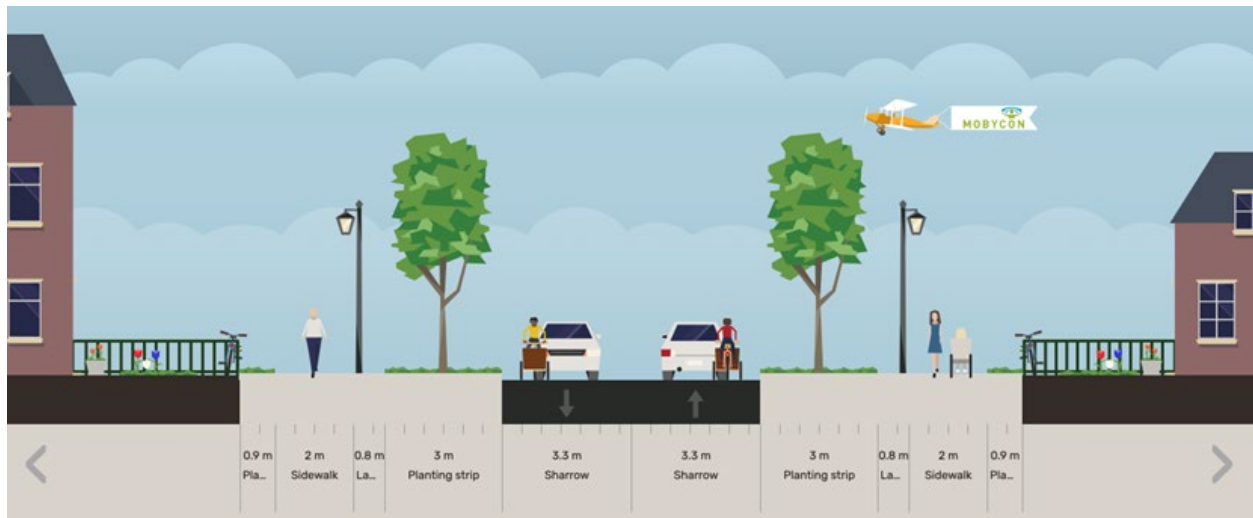 MOBYCON
0.9 m 2 m 0.8 m 3 m 3.3 m 3.3 m 3 m 0.8 m 2 m 0.9 m
Pla... Sidewalk La... Planting strip Sharrow Sharrow Planting strip La... Sidewalk Pla...